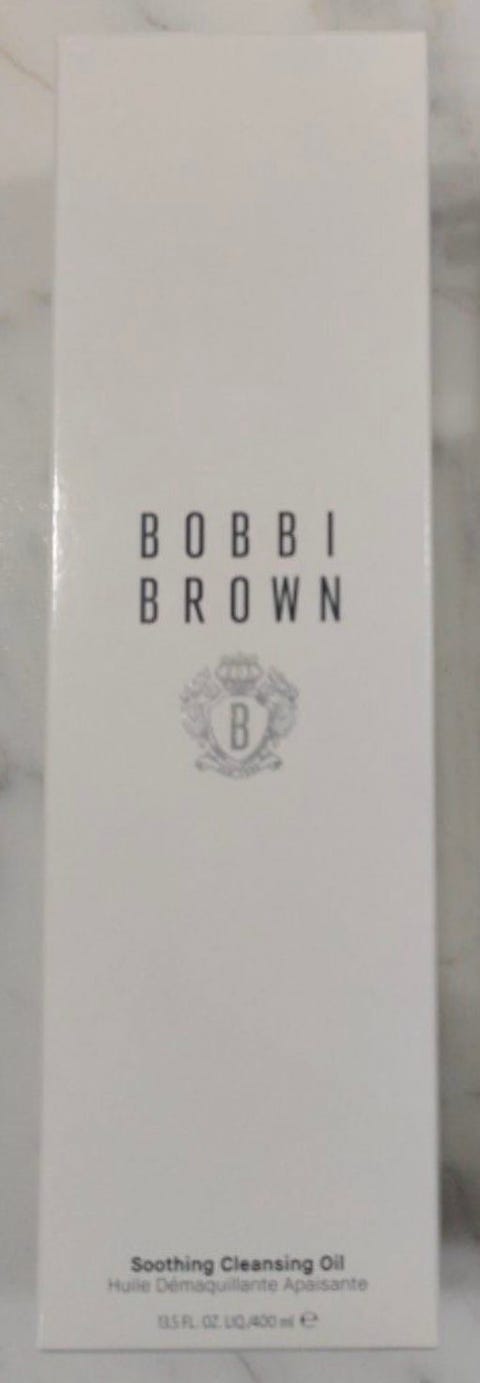 BOBBI
BROWN
B
Soothing Cleansing Oil
Huile Démaquillante Apaisante
13.5 FL. OZ. LIQ./400 ml e